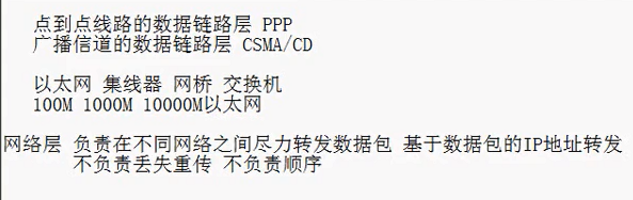 点到点线路的数据链路层 PPP
广播信道的数据链路层 CSMA/CD
以太网 集线器 网桥 交换机
100M 1000M 10000M以太网
网络层 负责在不同网络之间尽力转发数据包 基于数据包的IP地址转发
不负责丢失重传 不负责顺序